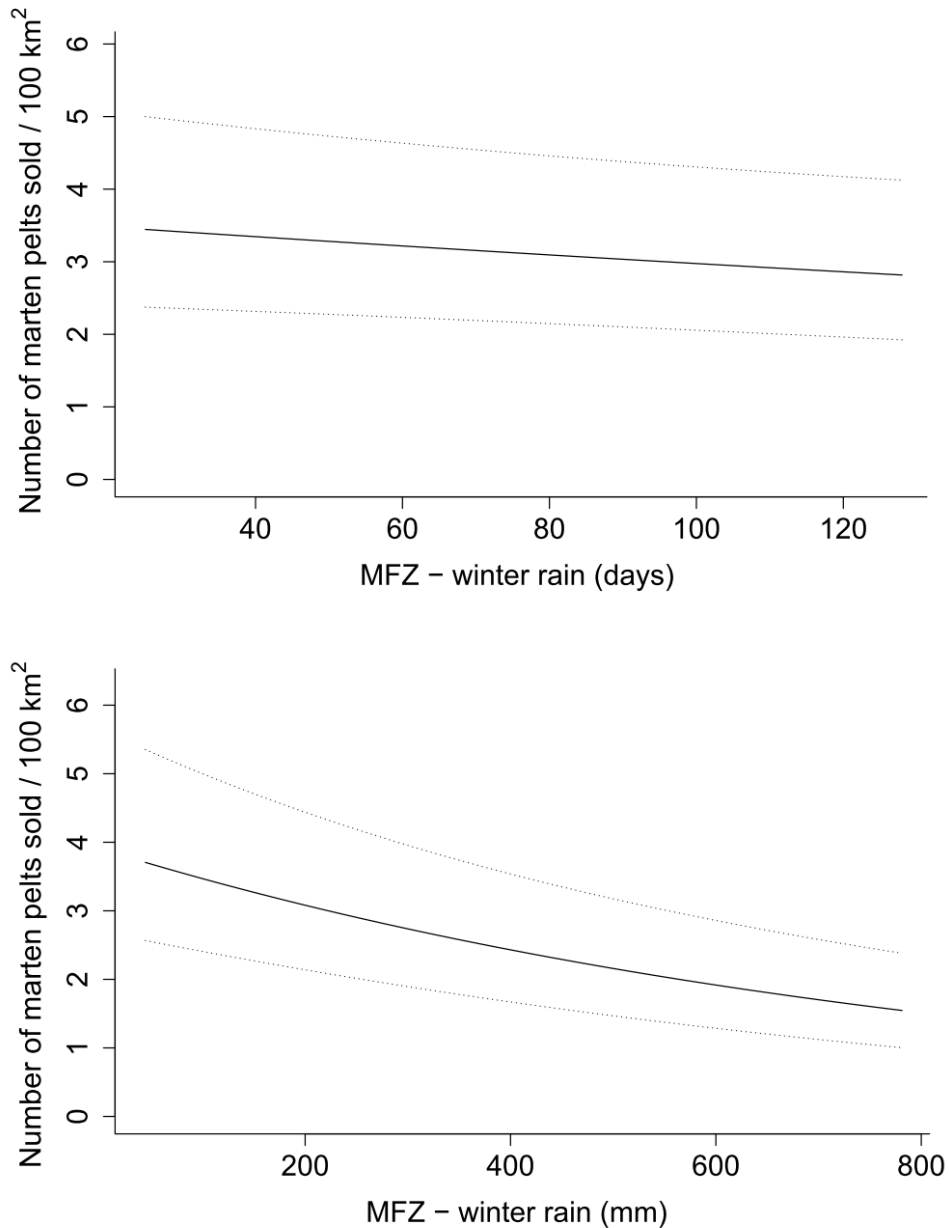 Number of marten pelts sold / 100 km²
6
5
4
3
2
1
0
40 60 80 100 120
MFZ − winter rain (days)
Number of marten pelts sold / 100 km²
6
5
4
3
2
1
0
200 400 600 800
MFZ − winter rain (mm)